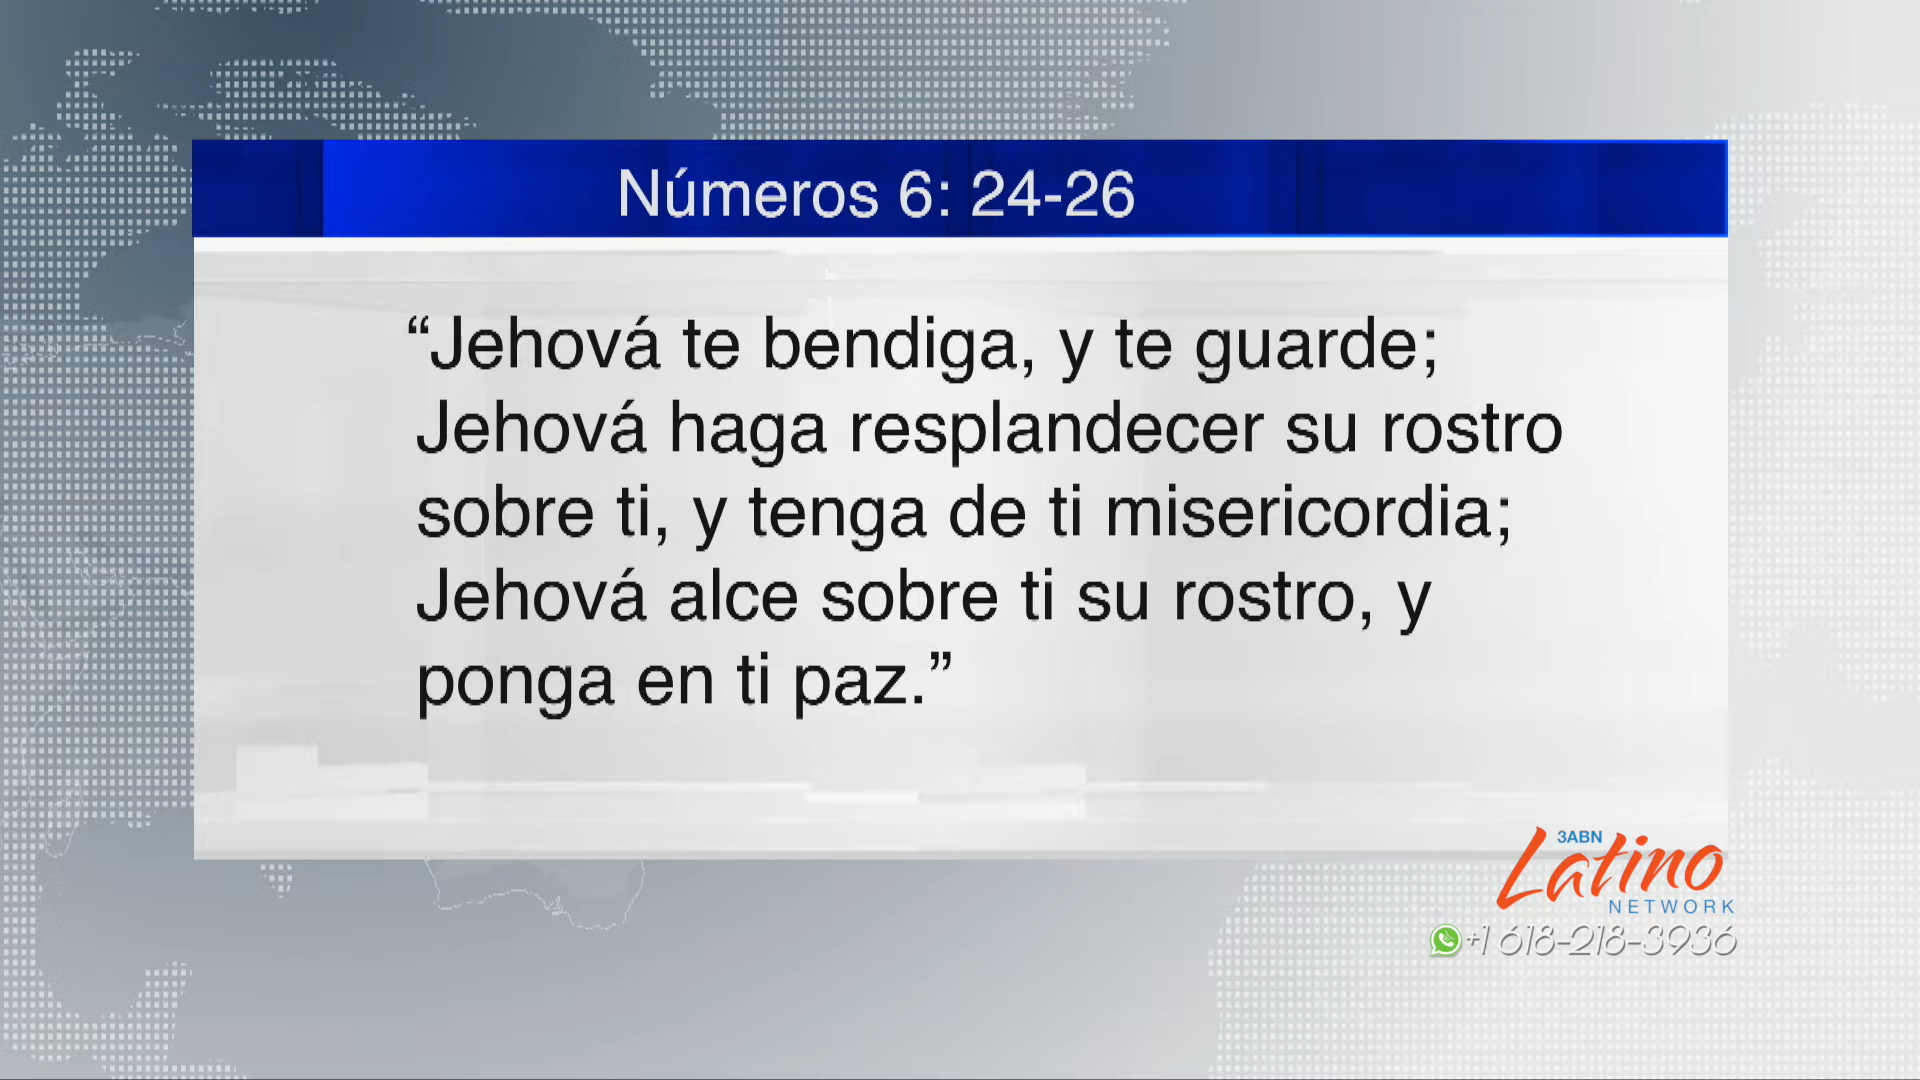 Números 6: 24-26
“Jehová te bendiga, y te guarde;
Jehová haga resplandecer su rostro
sobre ti, y tenga de ti misericordia;
Jehová alce sobre ti su rostro, y
ponga en ti paz.”
3ABN
Latino
NETWORK
+1 618-218-3936